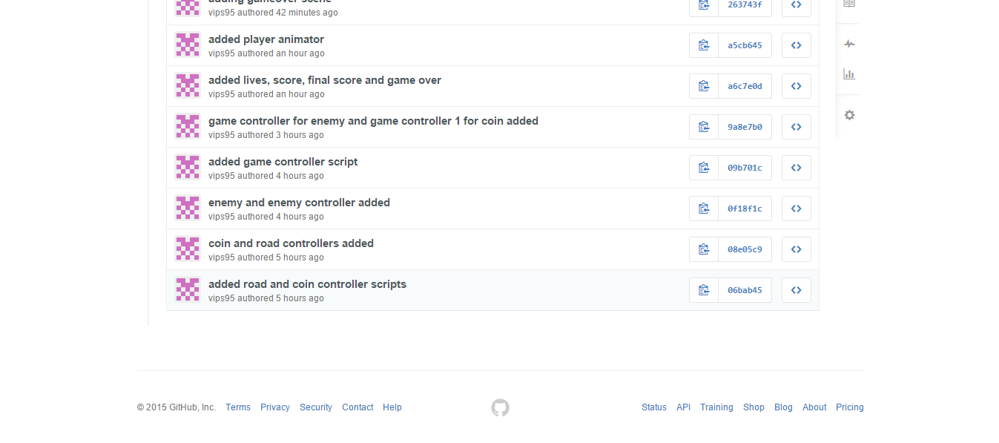 adding gameover scene
vips95 authored 42 minutes ago
263743f
added player animator
vips95 authored an hour ago
a5cb645
added lives, score, final score and game over
vips95 authored an hour ago
a6c7e0d
game controller for enemy and game controller 1 for coin added
vips95 authored 3 hours ago
9a8e7b0
added game controller script
vips95 authored 4 hours ago
09b701c
enemy and enemy controller added
vips95 authored 4 hours ago
0f18f1c
coin and road controllers added
vips95 authored 5 hours ago
08e05c9
added road and coin controller scripts
vips95 authored 5 hours ago
06bab45
© 2015 GitHub, Inc. Terms Privacy Security Contact Help
Status API Training Shop Blog About Pricing